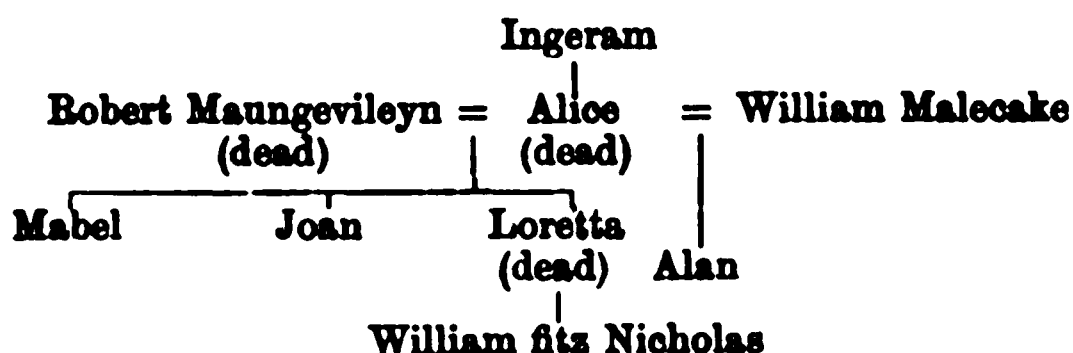 Ingeram
Robert Maungevileyn = Alice = William Malecake
(dead) (dead)
Mabel Joan Loretta
(dead) Alan
William fitz Nicholas